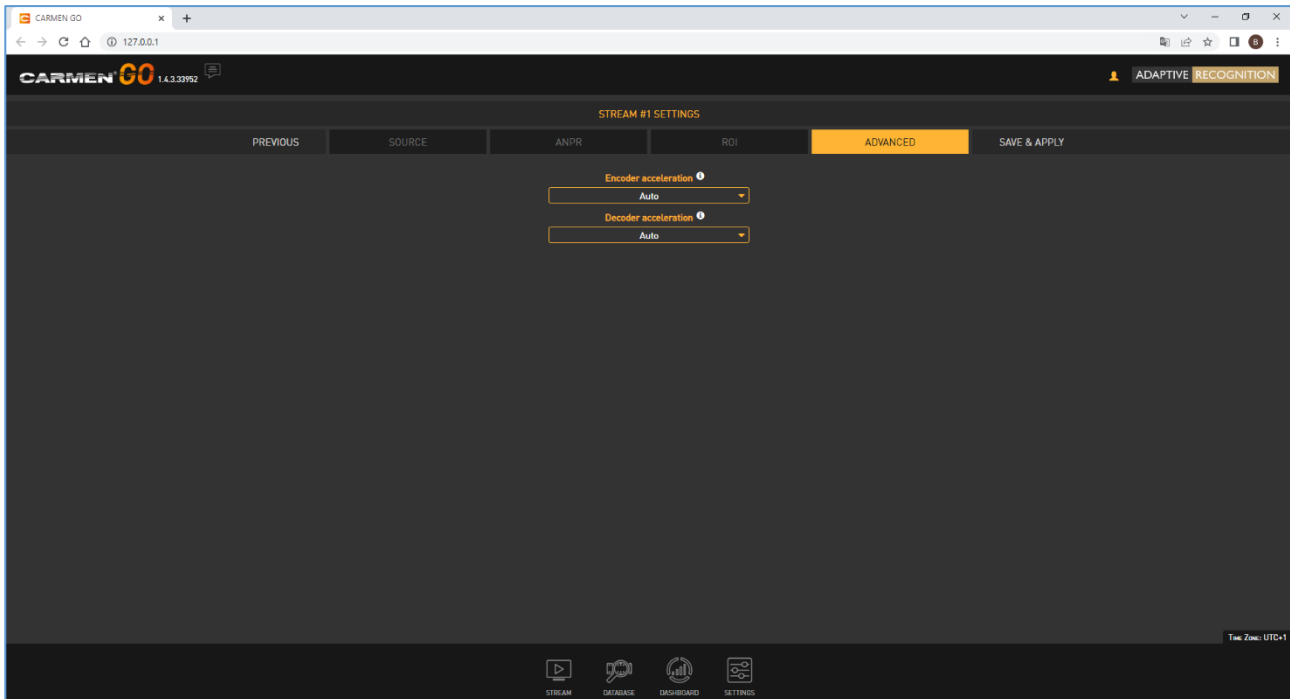 CARMEN GO
127.0.0.1
B
CARMEN® GO 1.4.3.33952
ADAPTIVE RECOGNITION
STREAM #1 SETTINGS
PREVIOUS SOURCE ANPR ROI ADVANCED SAVE & APPLY
Encoder acceleration
Auto
Decoder acceleration
Auto
TIME ZONE: UTC+1
STREAM DATABASE DASHBOARD SETTINGS